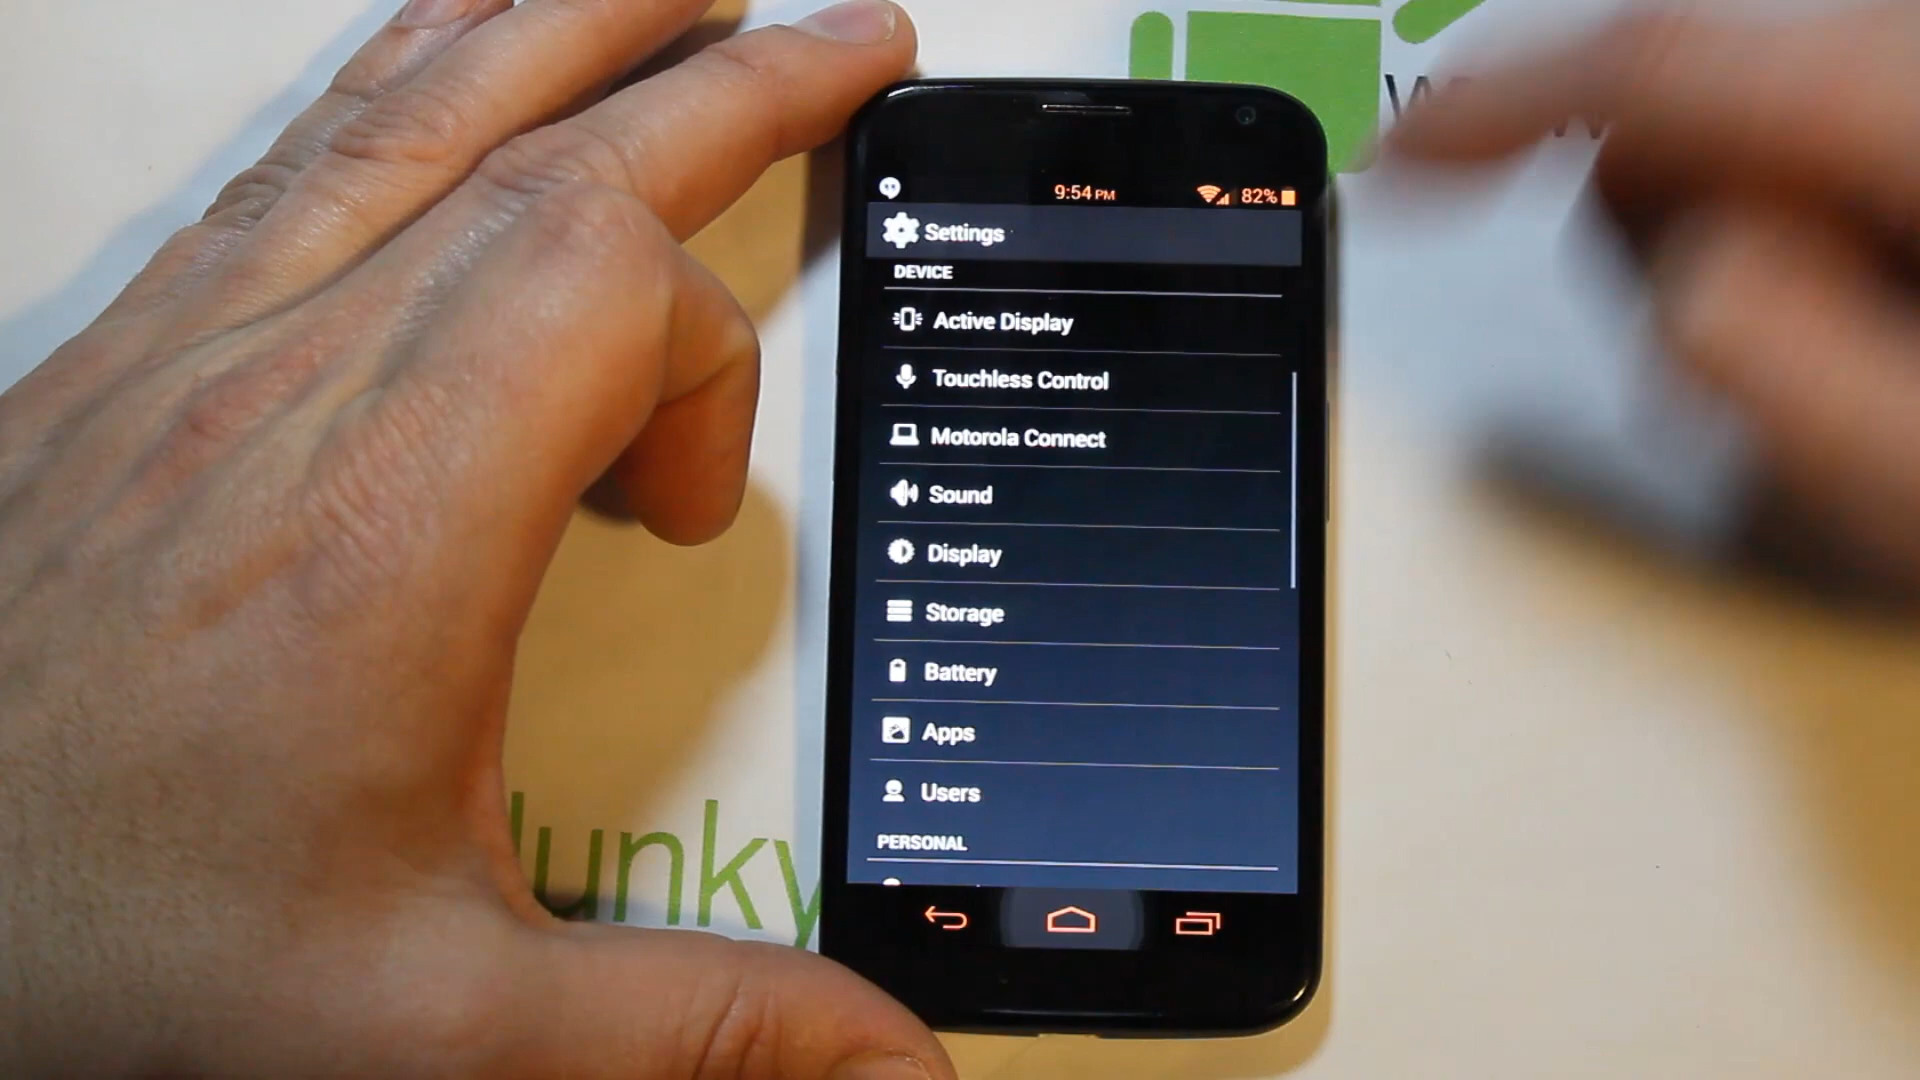 9:54 PM 82%
Settings
DEVICE
Active Display
Touchless Control
Motorola Connect
Sound
Display
Storage
Battery
Apps
Users
PERSONAL
unky